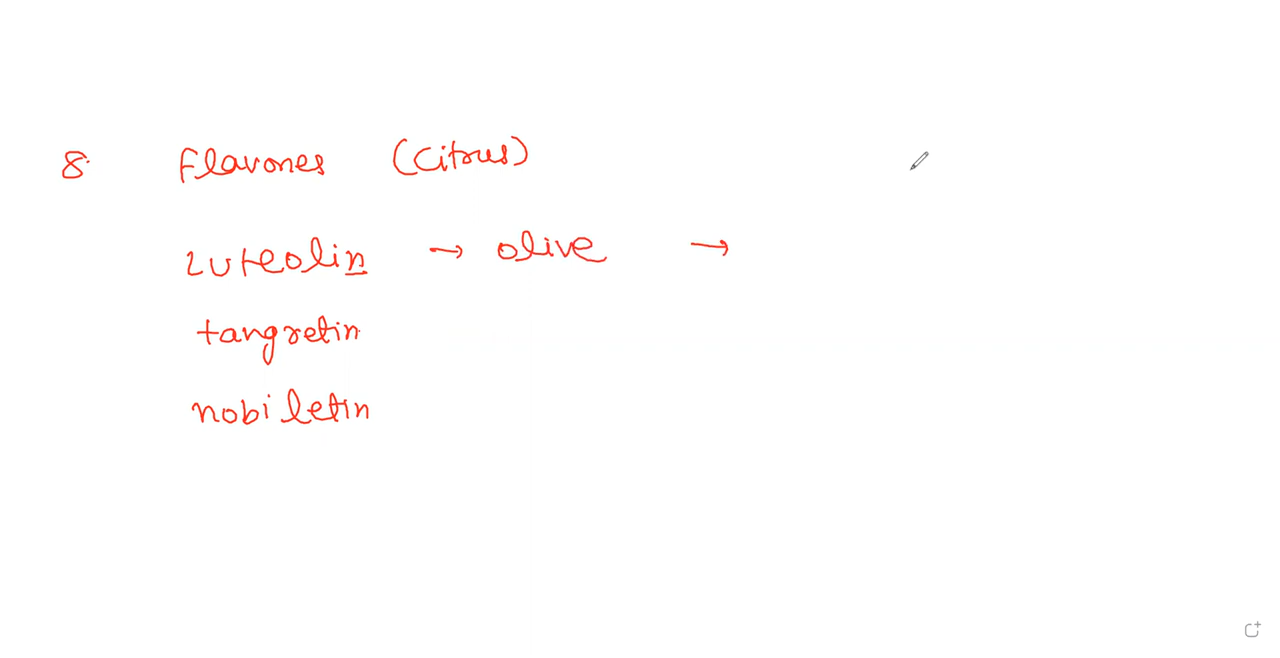 8. Flavones (Citrus)
Luteolin → olive →
tangretin
nobiletin